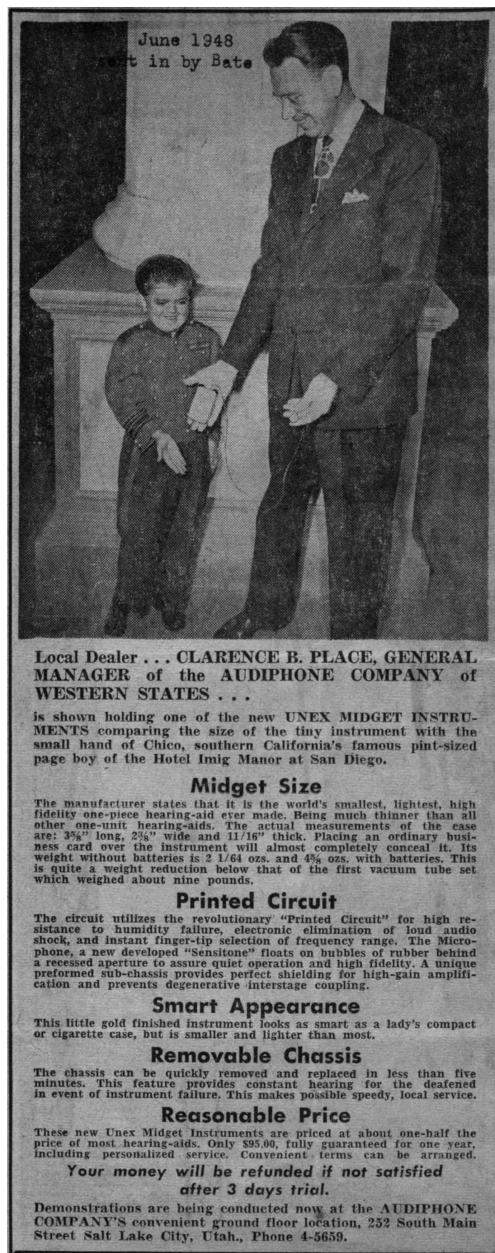 June 1948
sent in by Bate
Local Dealer . . . CLARENCE B. PLACE, GENERAL
MANAGER of the AUDIPHONE COMPANY of
WESTERN STATES . . .
is shown holding one of the new UNEX MIDGET INSTRU-
MENTS comparing the size of the tiny instrument with the
small hand of Chico, southern California's famous pint-sized
page boy of the Hotel Imig Manor at San Diego.
Midget Size
The manufacturer states that it is the world's smallest, lightest, high
fidelity one-piece hearing-aid ever made. Being much thinner than all
other one-unit hearing-aids. The actual measurements of the case
are: long, wide and 11/16" thick. Placing an ordinary busi-
ness card over the instrument will almost completely conceal it. Its
weight without batteries is 2 1/64 ozs. and ozs. with batteries. This
is quite a weight reduction below that of the first vacuum tube set
which weighed about nine pounds.
Printed Circuit
The circuit utilizes the revolutionary "Printed Circuit" for high re-
sistance to humidity failure, electronic elimination of loud audio
shock, and instant finger-tip selection of frequency range. The Micro-
phone, a new developed "Sensitone" floats on bubbles of rubber behind
a recessed aperture to assure quiet operation and high fidelity. A unique
preformed sub-chassis provides perfect shielding for high-gain amplifi-
cation and prevents degenerative interstage coupling.
Smart Appearance
This little gold finished instrument looks as smart as a lady's compact
or cigarette case, but is smaller and lighter than most.
Removable Chassis
The chassis can be quickly removed and replaced in less than five
minutes. This feature provides constant hearing for the deafened
in event of instrument failure. This makes possible speedy, local service.
Reasonable Price
These new Unex Midget Instruments are priced at about one-half the
price of most hearing-aids. Only $95.00, fully guaranteed for one year,
including personalized service. Convenient terms can be arranged.
Your money will be refunded if not satisfied
after 3 days trial.
Demonstrations are being conducted now at the AUDIPHONE
COMPANY'S convenient ground floor location, 252 South Main
Street Salt Lake City, Utah., Phone 4-5659.